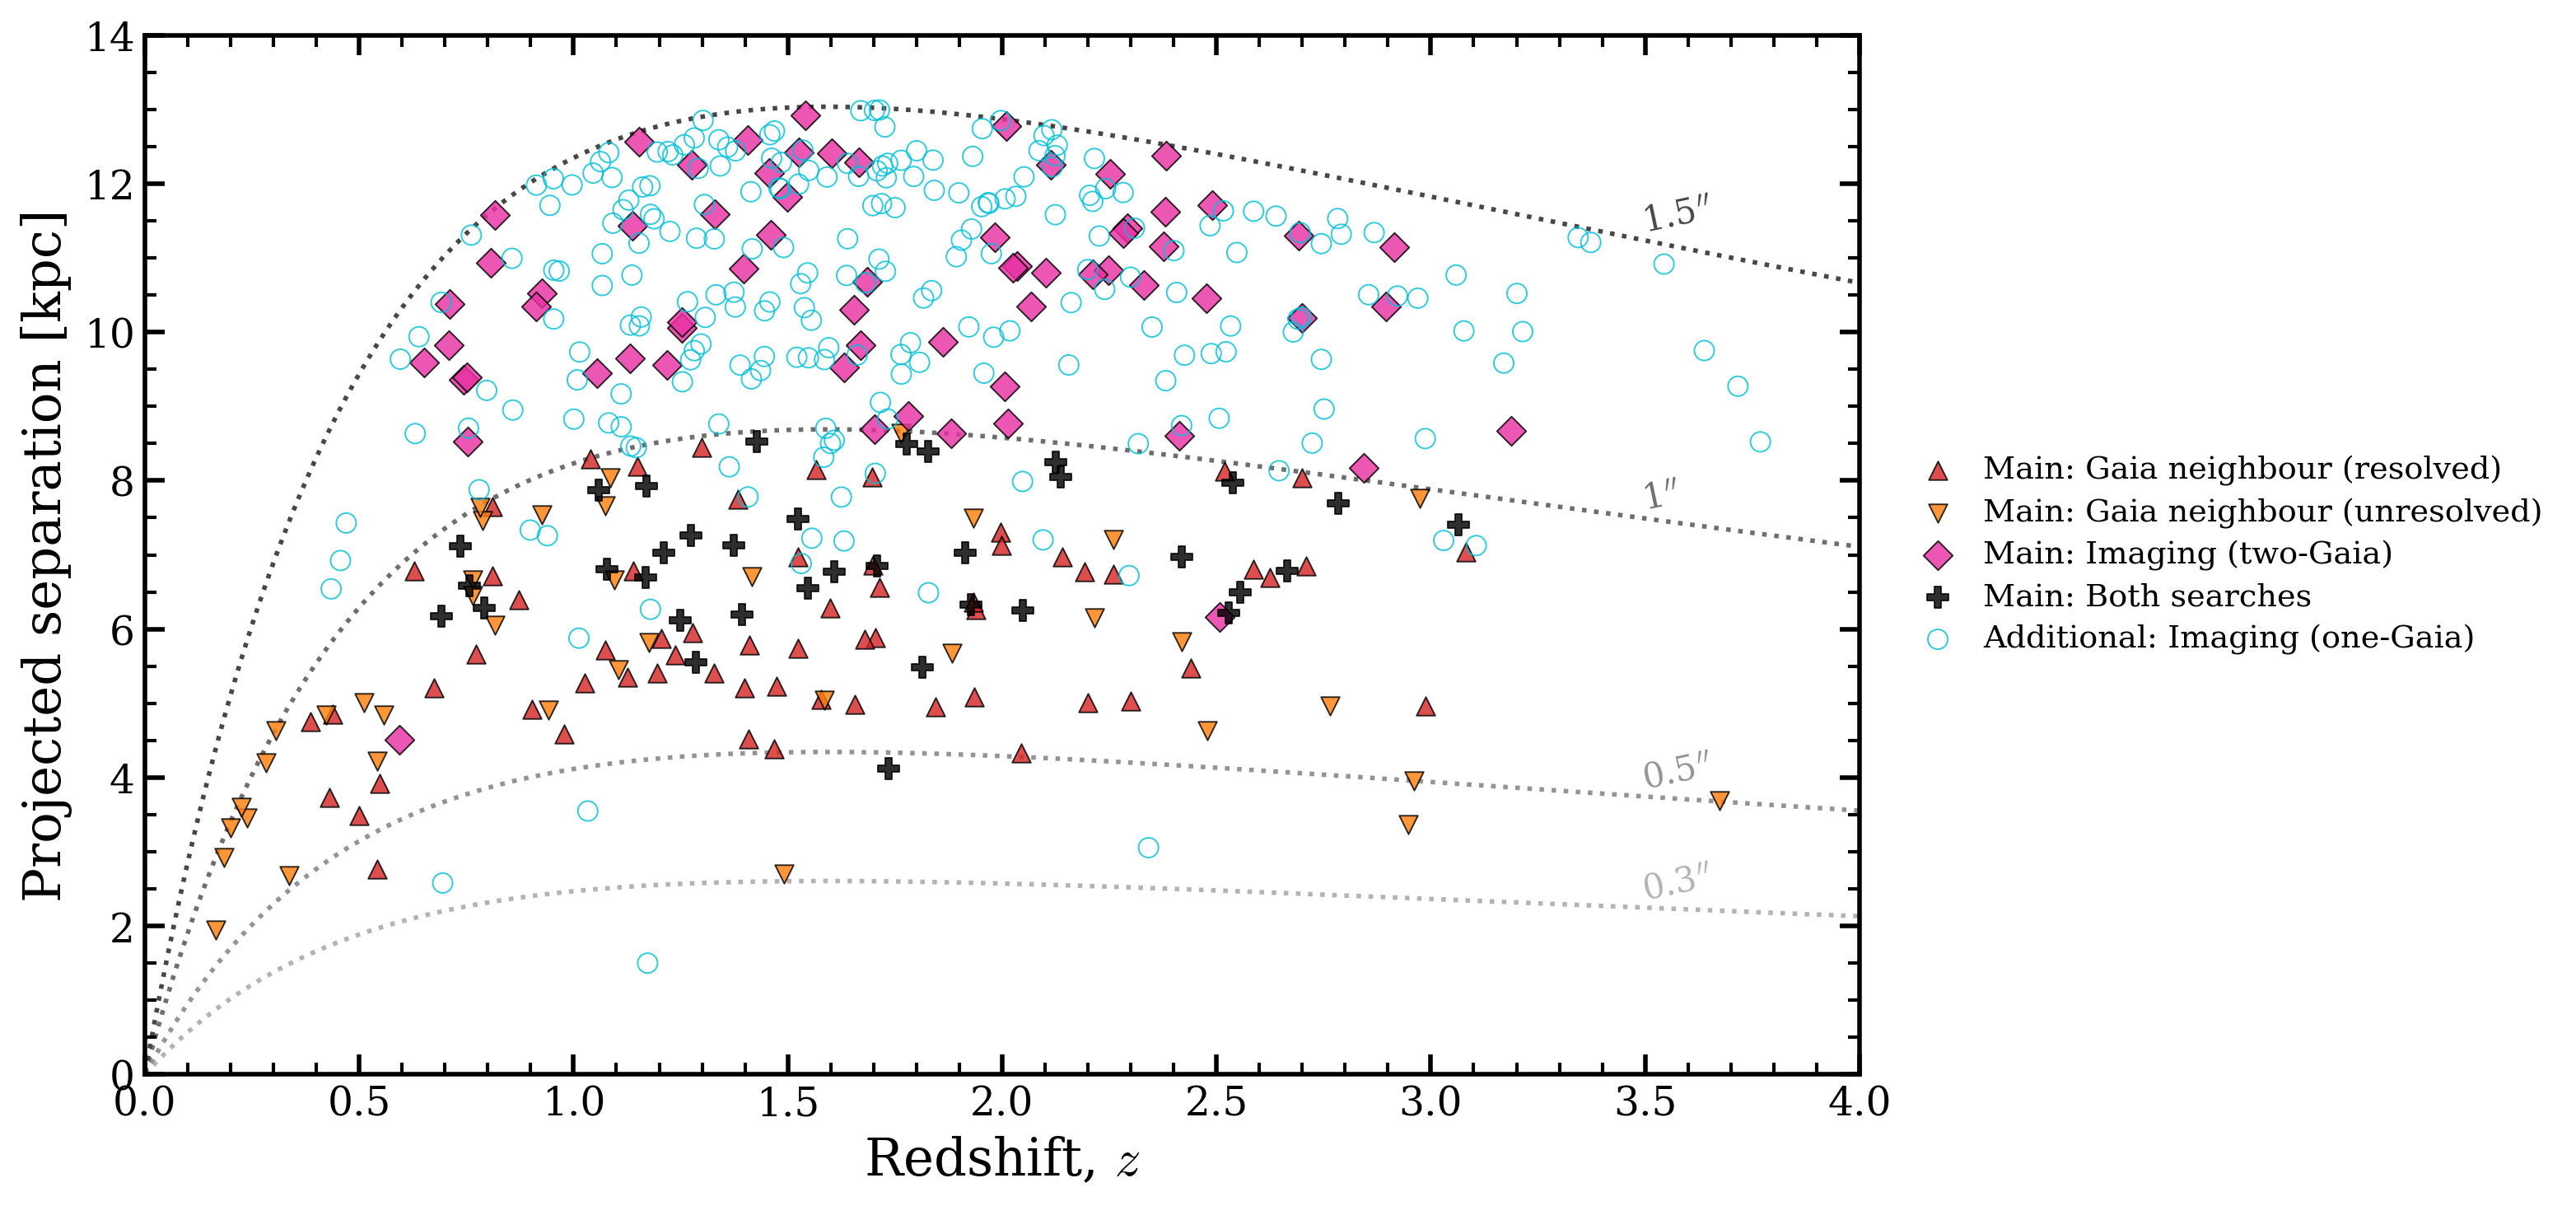 Projected separation [kpc]
14
12
10
8
6
4
2
0
0.0 0.5 1.0 1.5 2.0 2.5 3.0 3.5 4.0
Redshift, z
1.5″
1″
0.5″
0.3″
Main: Gaia neighbour (resolved)
Main: Gaia neighbour (unresolved)
Main: Imaging (two-Gaia)
Main: Both searches
Additional: Imaging (one-Gaia)